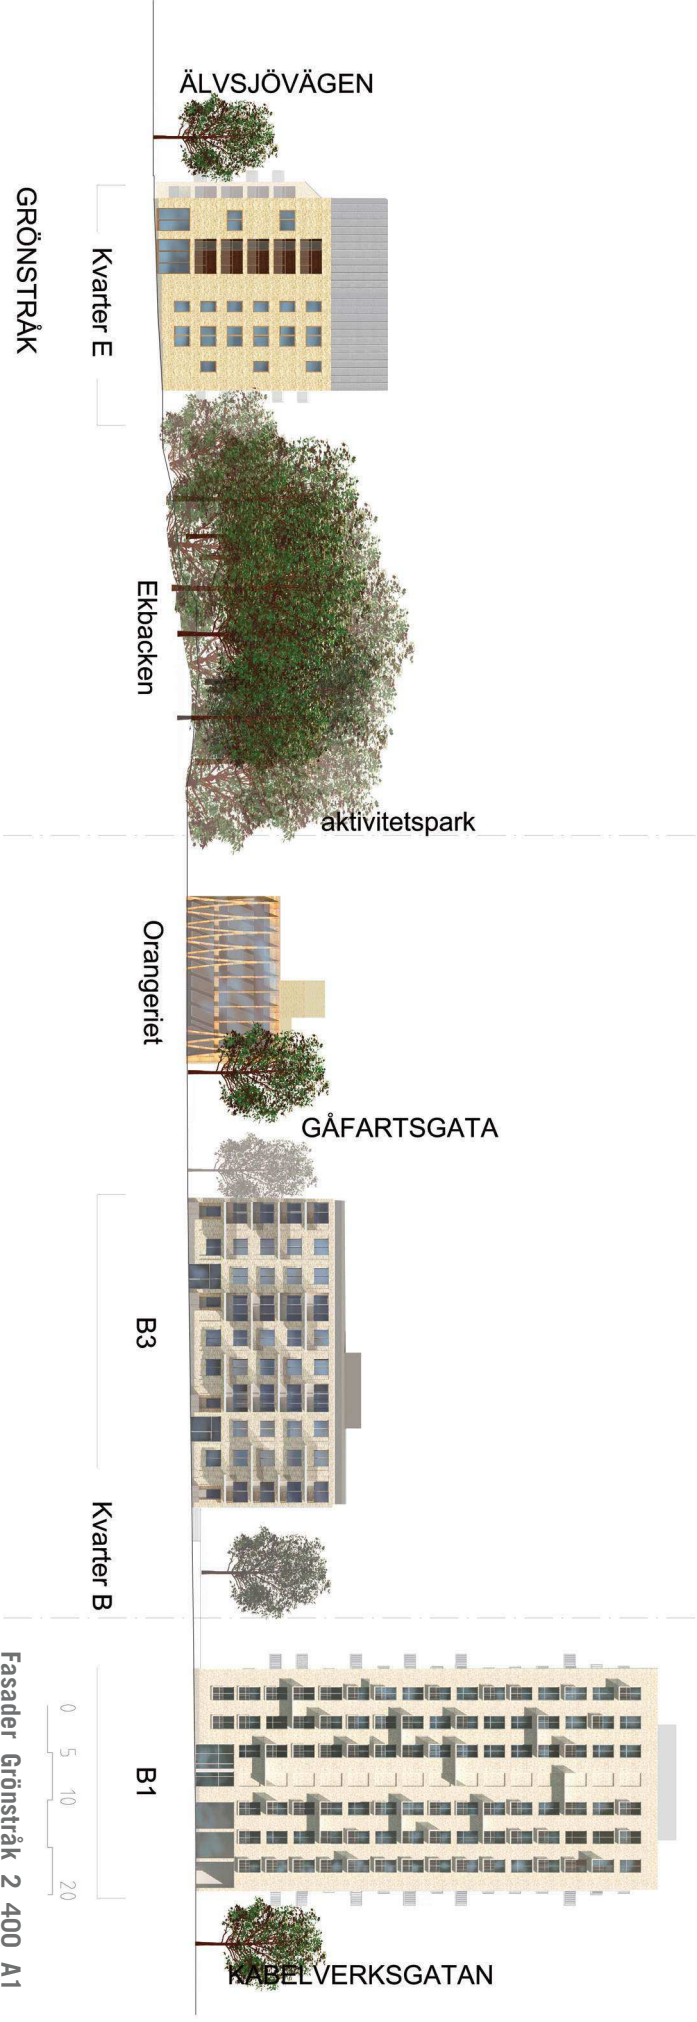 ÄLVSJÖVÄGEN
GRÖNSTRÅK
Kvarter E
Ekbacken
aktivitetspark
Orangeriet
GÅFARTSGATA
B3
Kvarter B
B1
KABELVERKSGATAN
0 5 10 20
Fasader Grönstråk 2 400 A1